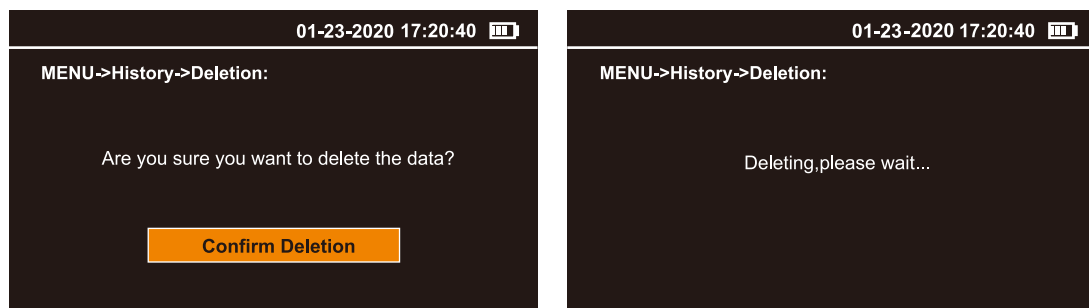 01-23-2020 17:20:40
MENU->History->Deletion:
Are you sure you want to delete the data?
Confirm Deletion
01-23-2020 17:20:40
MENU->History->Deletion:
Deleting,please wait...